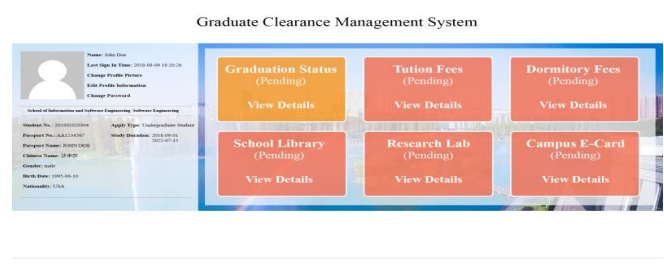 Graduate Clearance Management System
Name: John Doe
Last Sign In Time: 2018-08-09 18:20:26
Change Profile Picture
Edit Profile Information
Change Password
School of Information and Software Engineering Software Engineering
Student No.: 
Apply Type: Undergraduate Student
Passport No.: AA1234567
Study Duration: 2018-09-01
2022-07-15
Passport Name: JOHN DOE
Chinese Name:
Gender: male
Birth Date: 1995-06-10
Nationality: USA
Graduation Status
(Pending)
View Details
Tution Fees
(Pending)
View Details
Dormitory Fees
(Pending)
View Details
School Library
(Pending)
View Details
Research Lab
(Pending)
View Details
Campus E-Card
(Pending)
View Details